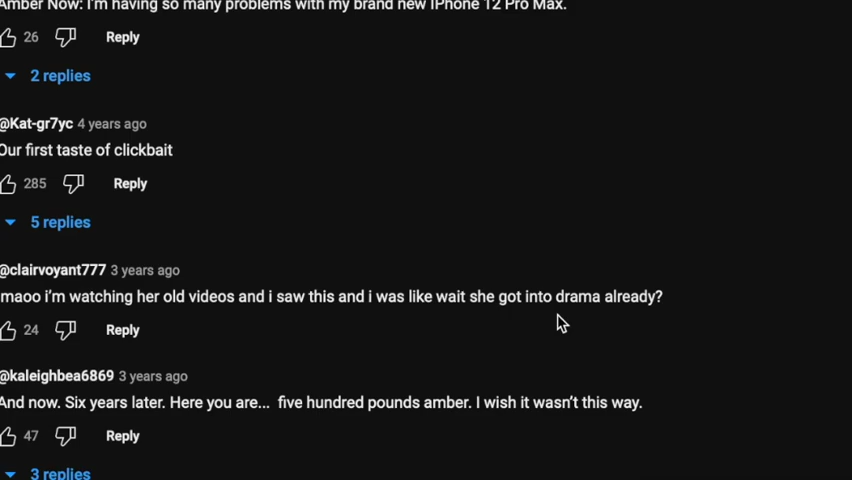 Amber Now: I'm having so many problems with my brand new IPhone 12 Pro Max.
26 Reply
2 replies
@Kat-gr7yc 4 years ago
Our first taste of clickbait
285 Reply
5 replies
@clairvoyant777 3 years ago
maoo i'm watching her old videos and i saw this and i was like wait she got into drama already?
24 Reply
@kaleighbea6869 3 years ago
And now. Six years later. Here you are... five hundred pounds amber. I wish it wasn't this way.
47 Reply
3 replies